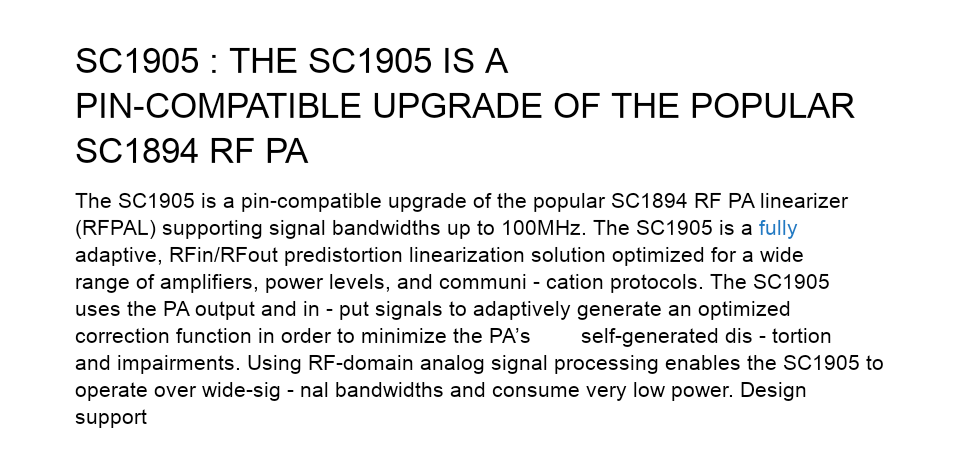 SC1905 : THE SC1905 IS A
PIN-COMPATIBLE UPGRADE OF THE POPULAR
SC1894 RF PA
The SC1905 is a pin-compatible upgrade of the popular SC1894 RF PA linearizer
(RFPAL) supporting signal bandwidths up to 100MHz. The SC1905 is a fully
adaptive, RFin/RFout predistortion linearization solution optimized for a wide
range of amplifiers, power levels, and communi - cation protocols. The SC1905
uses the PA output and in - put signals to adaptively generate an optimized
correction function in order to minimize the PA’s self-generated dis - tortion
and impairments. Using RF-domain analog signal processing enables the SC1905 to
operate over wide-sig - nal bandwidths and consume very low power. Design
support